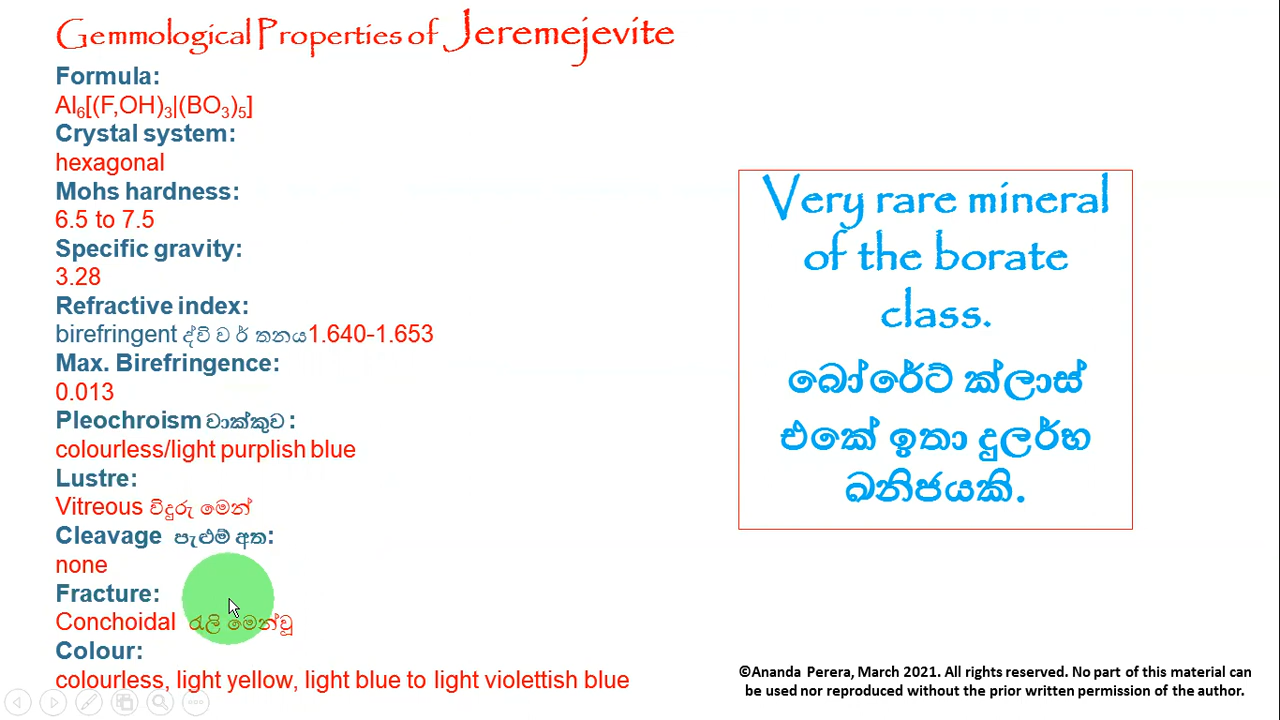 Gemmological Properties of Jeremejevite
Formula:
Al₆[(F,OH)₃|(BO₃)₅]
Crystal system:
hexagonal
Mohs hardness:
6.5 to 7.5
Specific gravity:
3.28
Refractive index:
birefringent ද්වි ව ර් තනය1.640-1.653
Max. Birefringence:
0.013
Pleochroism වාක්කුව :
colourless/light purplish blue
Lustre:
Vitreous විදුරු මෙන්
Cleavage පැළුම් අත:
none
Fracture:
Conchoidal රැලි මෙන්වූ
Colour:
colourless, light yellow, light blue to light violettish blue
Very rare mineral
of the borate
class.
බෝරේට් ක්ලාස්
එකේ ඉතා දුලර්භ
ඛනිජයකි.
©Ananda Perera, March 2021. All rights reserved. No part of this material can
be used nor reproduced without the prior written permission of the author.